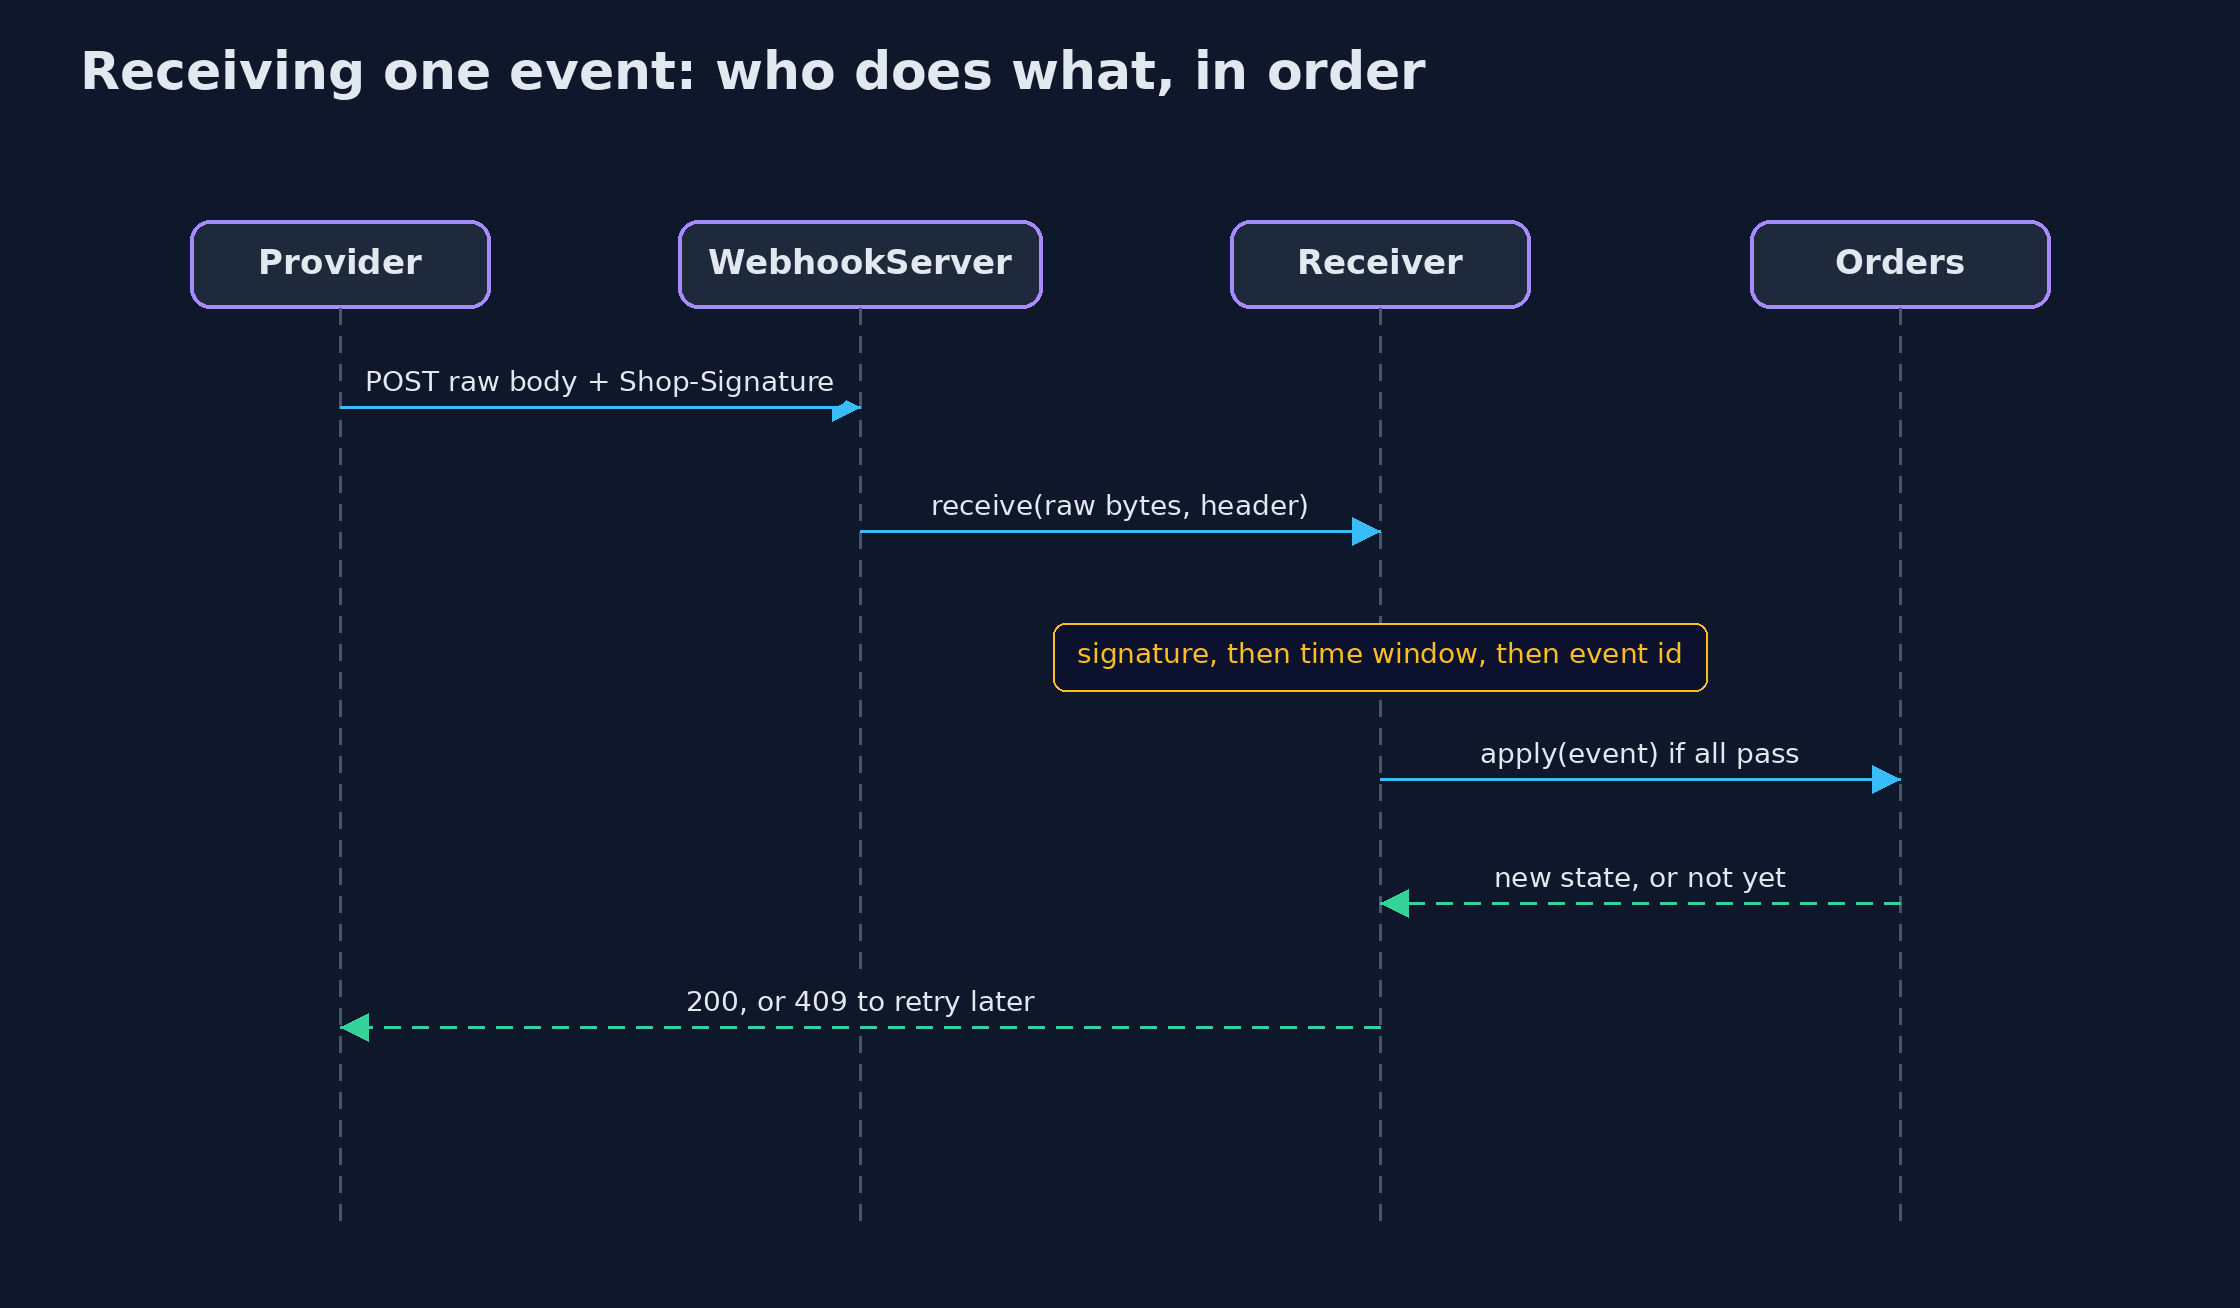 Receiving one event: who does what, in order
Provider
WebhookServer
Receiver
Orders
POST raw body + Shop-Signature
receive(raw bytes, header)
signature, then time window, then event id
apply(event) if all pass
new state, or not yet
200, or 409 to retry later